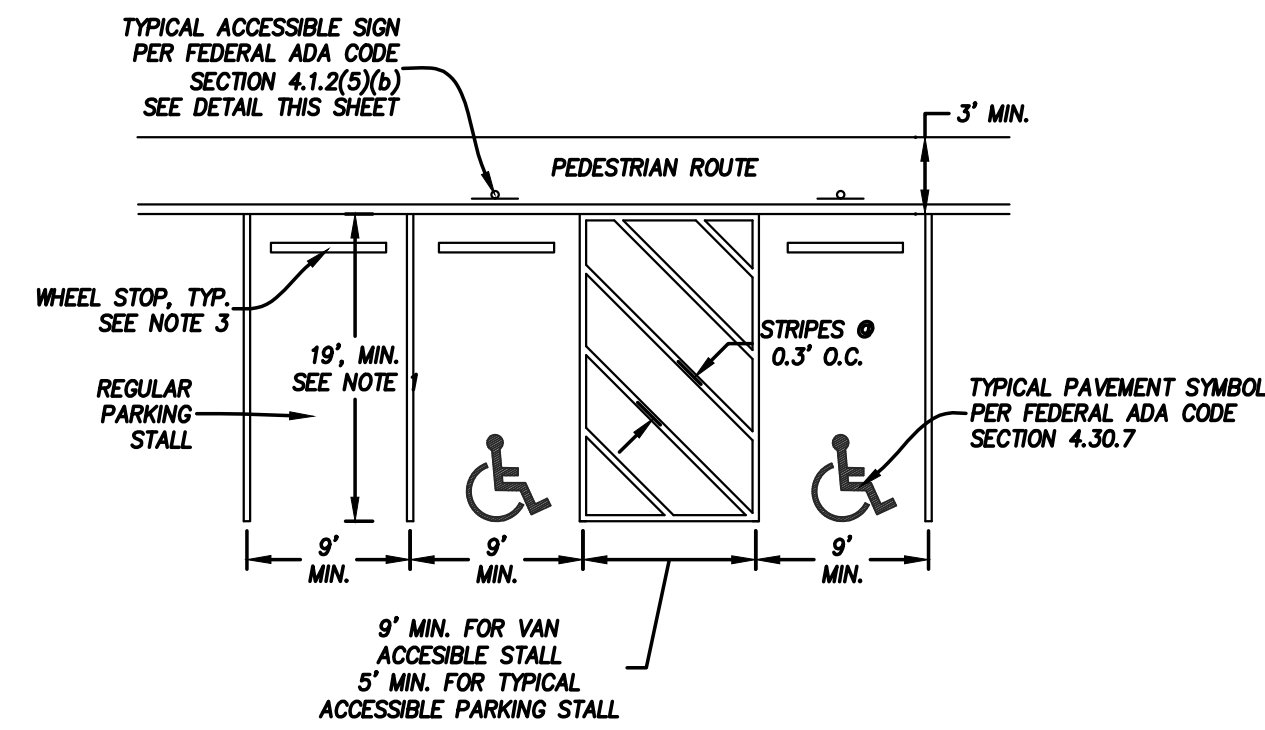 TYPICAL ACCESSIBLE SIGN
PER FEDERAL ADA CODE
SECTION 4.1.2(5)(b)
SEE DETAIL THIS SHEET
3' MIN.
PEDESTRIAN ROUTE
WHEEL STOP, TYP.
SEE NOTE 3
19', MIN.
SEE NOTE 1
STRIPES @
0.3' O.C.
REGULAR
PARKING
STALL
TYPICAL PAVEMENT SYMBOL
PER FEDERAL ADA CODE
SECTION 4.30.7
9'
MIN.
9'
MIN.
9'
MIN.
9' MIN. FOR VAN
ACCESIBLE STALL
5' MIN. FOR TYPICAL
ACCESSIBLE PARKING STALL